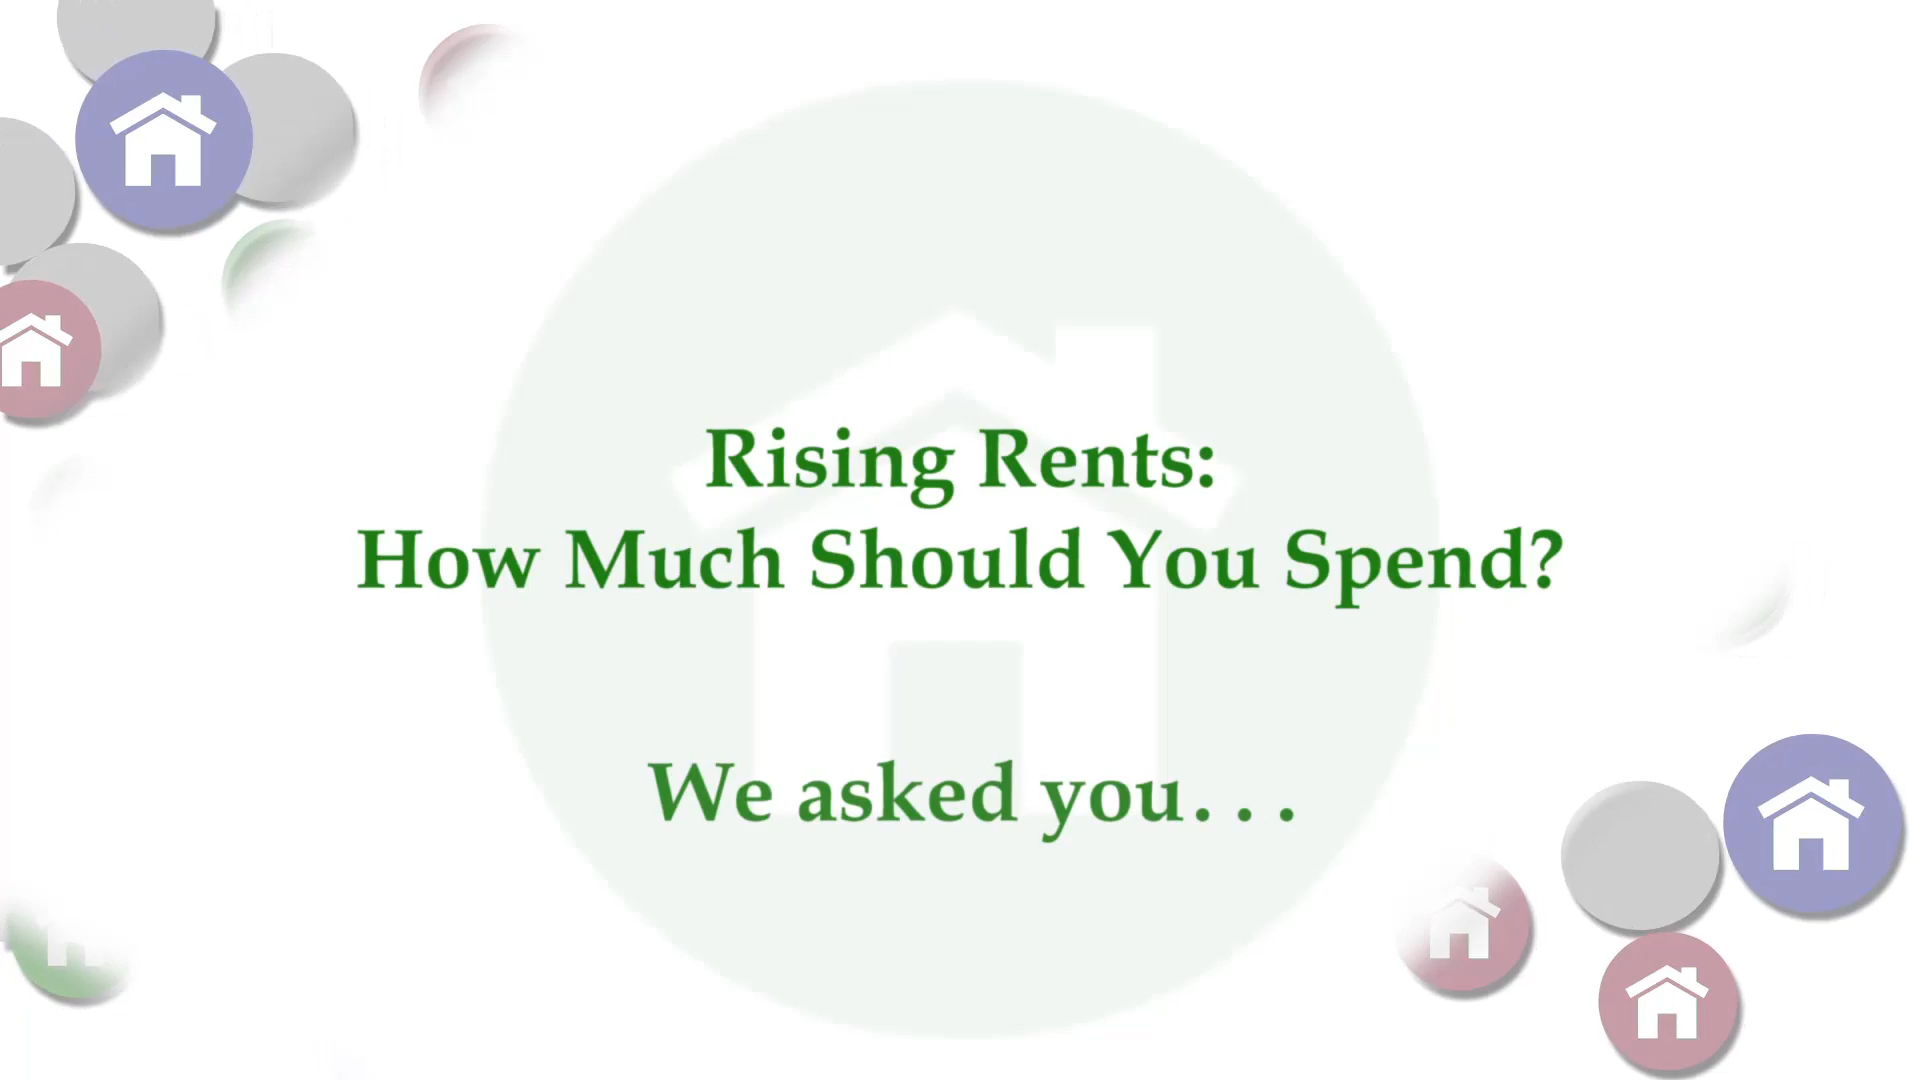 Rising Rents:
How Much Should You Spend?
We asked you. . .